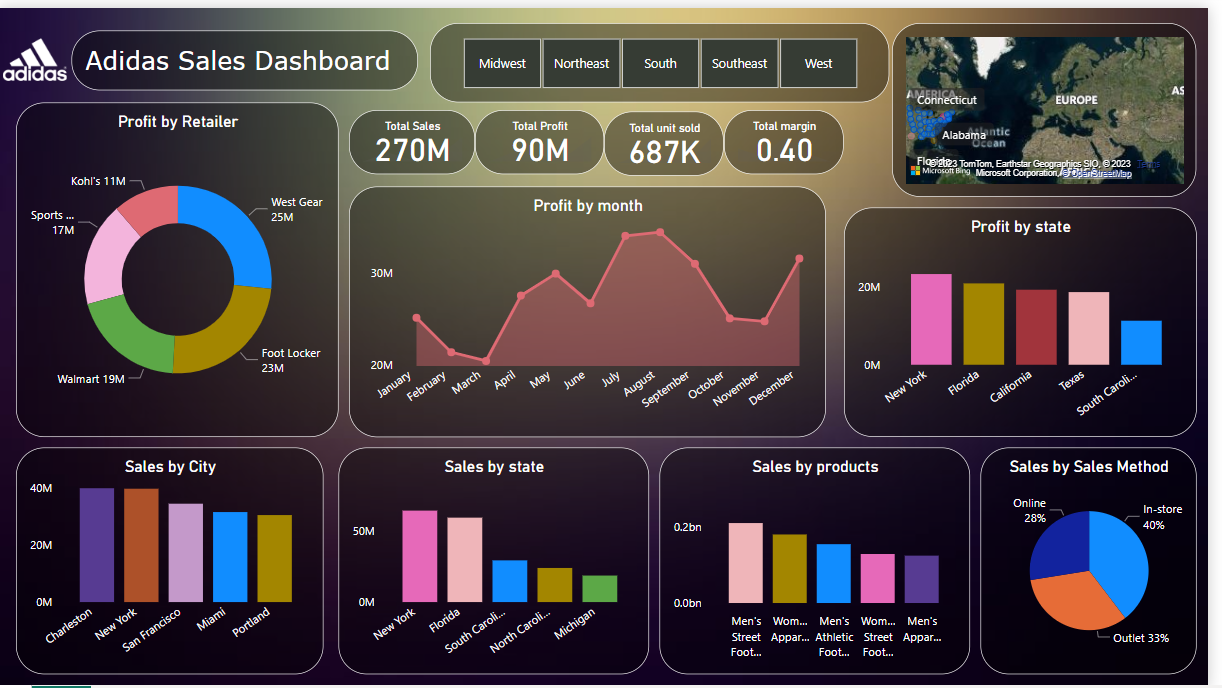 adidas
Adidas Sales Dashboard
Midwest
Northeast
South
Southeast
West
AMERICA
Connecticut
EUROPE
AS
Alabama
Atlantic
Ocean
Florida
© 2023 TomTom, Earthstar Geographics SIO, © 2023
Microsoft Corporation, © OpenStreetMap
Terms
Microsoft Bing
Profit by Retailer
Kohl's 11M
Sports ...
17M
West Gear
25M
Foot Locker
23M
Walmart 19M
Total Sales
270M
Total Profit
90M
Total unit sold
687K
Total margin
0.40
Profit by month
30M
20M
January
February
March
April
May
June
July
August
September
October
November
December
Profit by state
20M
0M
New York
Florida
California
Texas
South Caroli...
Sales by City
40M
20M
0M
Charleston
New York
San Francisco
Miami
Portland
Sales by state
50M
0M
New York
Florida
South Caroli...
North Caroli...
Michigan
Sales by products
0.2bn
0.0bn
Men's
Street
Foot...
Wom...
Appar...
Men's
Athletic
Foot...
Wom...
Street
Foot...
Men's
Appar...
Sales by Sales Method
Online
28%
In-store
40%
Outlet 33%